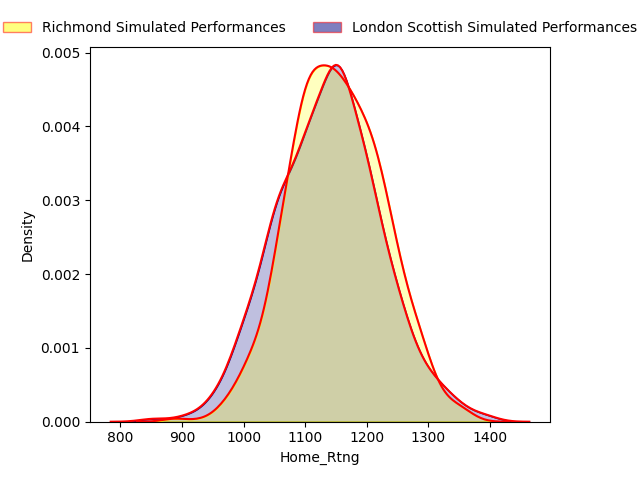 Richmond Simulated Performances London Scottish Simulated Performances
0.005
0.004
0.003
0.002
0.001
0.000
Density
800 900 1000 1100 1200 1300 1400
Home_Rtng